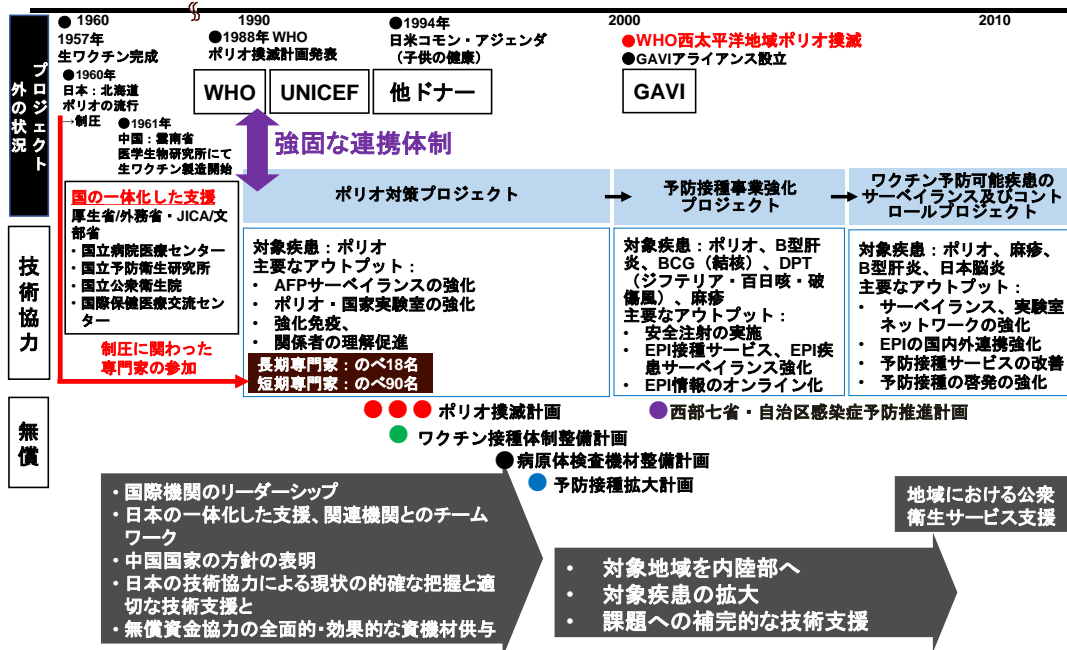 1960
1990
2000
2010
プロジェクト
外の状況
●
1957年
生ワクチン完成
●1960年
日本：北海道
ポリオの流行
→制圧
●1961年
中国：雲南省
医学生物研究所にて
生ワクチン製造開始
●1988年 WHO
ポリオ撲滅計画発表
●1994年
日米コモン・アジェンダ
（子供の健康）
●WHO西太平洋地域ポリオ撲滅
●GAVIアライアンス設立
WHO
UNICEF
他ドナー
GAVI
強固な連携体制
技術協力
国の一体化した支援
厚生省/外務省・JICA/文
部省
・国立病院医療センター
・国立予防衛生研究所
・国立公衆衛生院
・国際保健医療交流セン
ター
制圧に関わった
専門家の参加
ポリオ対策プロジェクト
対象疾患：ポリオ
主要なアウトプット：
・ AFPサーベイランスの強化
・ ポリオ・国家実験室の強化
・ 強化免疫、
・ 関係者の理解促進
長期専門家：のべ18名
短期専門家：のべ90名
予防接種事業強化
プロジェクト
対象疾患：ポリオ、B型肝
炎、BCG（結核）、DPT
（ジフテリア・百日咳・破
傷風）、麻疹
主要なアウトプット：
・ 安全注射の実施
・ EPI接種サービス、EPI疾
患サーベイランス強化
・ EPI情報のオンライン化
ワクチン予防可能疾患の
サーベイランス及びコント
ロールプロジェクト
対象疾患：ポリオ、麻疹、
B型肝炎、日本脳炎
主要なアウトプット：
・ サーベイランス、実験室
ネットワークの強化
・ EPIの国内外連携強化
・ 予防接種サービスの改善
・ 予防接種の啓発の強化
無償
ポリオ撲滅計画
ワクチン接種体制整備計画
病原体検査機材整備計画
予防接種拡大計画
西部七省・自治区感染症予防推進計画
・国際機関のリーダーシップ
・日本の一体化した支援、関連機関とのチーム
ワーク
・中国国家の方針の表明
・日本の技術協力による現状の的確な把握と適
切な技術支援と
・無償資金協力の全面的・効果的な資機材供与
・ 対象地域を内陸部へ
・ 対象疾患の拡大
・ 課題への補完的な技術支援
地域における公衆
衛生サービス支援